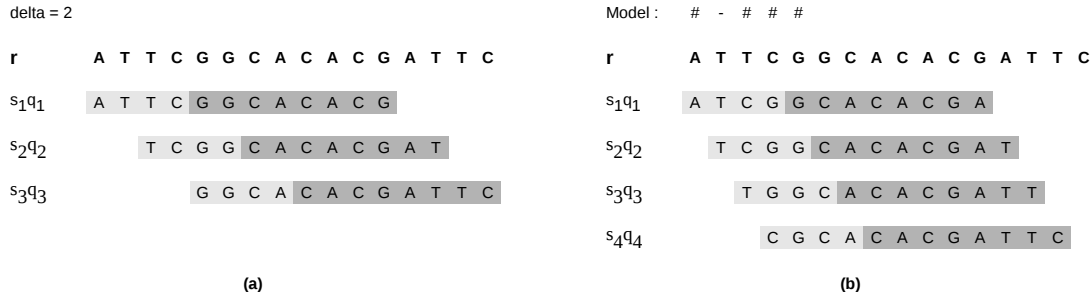 delta = 2
r A T T C G G C A C A C G A T T C
s1q1 A T T C G G C A C A C G
s2q2 T C G G C A C A C G A T
s3q3 G G C A C A C G A T T C
(a)
Model : # - # # #
r A T T C G G C A C A C G A T T C
s1q1 A T C G G C A C A C G A
s2q2 T C G G C A C A C G A T
s3q3 T G G C A C A C G A T T
s4q4 C G C A C A C G A T T C
(b)